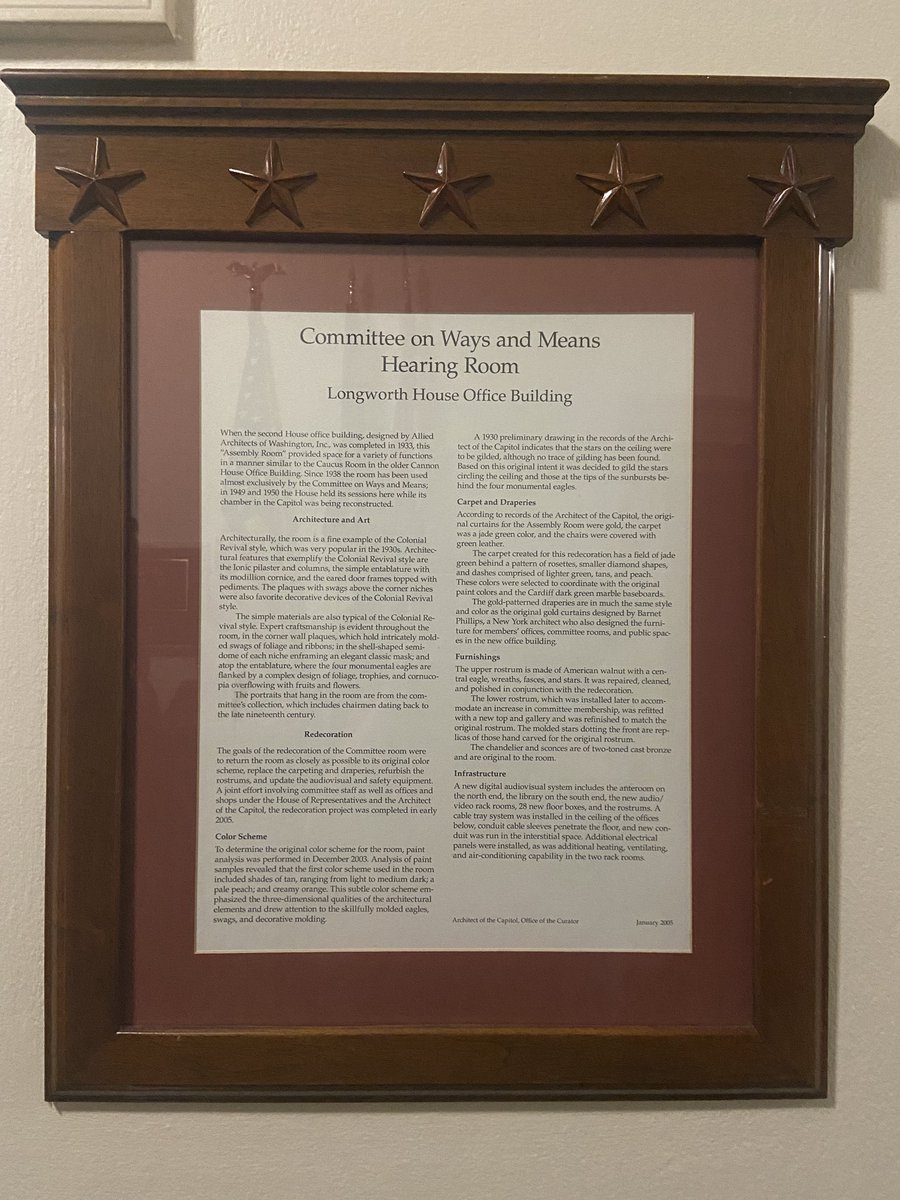 Committee on Ways and Means
Hearing Room
Longworth House Office Building
When the second House office building, designed by Allied
Architects of Washington, Inc., was completed in 1933, this
"Assembly Room" provided space for a variety of functions
in a manner similar to the Caucus Room in the older Cannon
House Office Building. Since 1938 the room has been used
almost exclusively by the Committee on Ways and Means;
in 1949 and 1950 the House held its sessions here while its
chamber in the Capitol was being reconstructed.
Architecture and Art
Architecturally, the room is a fine example of the Colonial
Revival style, which was very popular in the 1930s. Architec-
tural features that exemplify the Colonial Revival style are
the Ionic pilaster and columns, the simple entablature with
its modillion cornice, and the eared door frames topped with
pediments. The plaques with swags above the corner niches
were also favorite decorative devices of the Colonial Revival
style.
The simple materials are also typical of the Colonial Re-
vival style. Expert craftsmanship is evident throughout the
room, in the corner wall plaques, which hold intricately mold-
ed swags of foliage and ribbons; in the shell-shaped semi-
dome of each niche enframing an elegant classic mask; and
atop the entablature, where the four monumental eagles are
flanked by a complex design of foliage, trophies, and cornuco-
pia overflowing with fruits and flowers.
The portraits that hang in the room are from the com-
mittee's collection, which includes chairmen dating back to
the late nineteenth century.
Redecoration
The goals of the redecoration of the Committee room were
to return the room as closely as possible to its original color
scheme, replace the carpeting and draperies, refurbish the
rostrums, and update the audiovisual and safety equipment.
A joint effort involving committee staff as well as offices and
shops under the House of Representatives and the Architect
of the Capitol, the redecoration project was completed in early
2005.
Color Scheme
To determine the original color scheme for the room, paint
analysis was performed in December 2003. Analysis of paint
samples revealed that the first color scheme used in the room
included shades of tan, ranging from light to medium dark; a
pale peach; and creamy orange. This subtle color scheme em-
phasized the three-dimensional qualities of the architectural
elements and drew attention to the skillfully molded eagles,
swags, and decorative molding.
A 1930 preliminary drawing in the records of the Archi-
tect of the Capitol indicates that the stars on the ceiling were
to be gilded, although no trace of gilding has been found.
Based on this original intent it was decided to gild the stars
circling the ceiling and those at the tips of the sunbursts be-
hind the four monumental eagles.
Carpet and Draperies
According to records of the Architect of the Capitol, the origi-
nal curtains for the Assembly Room were gold, the carpet
was a jade green color, and the chairs were covered with
green leather.
The carpet created for this redecoration has a field of jade
green behind a pattern of rosettes, smaller diamond shapes,
and dashes comprised of lighter green, tans, and peach.
These colors were selected to coordinate with the original
paint colors and the Cardiff dark green marble baseboards.
The gold-patterned draperies are in much the same style
and color as the original gold curtains designed by Barnet
Phillips, a New York architect who also designed the furni-
ture for members' offices, committee rooms, and public spac-
es in the new office building.
Furnishings
The upper rostrum is made of American walnut with a cen-
tral eagle, wreaths, fasces, and stars. It was repaired, cleaned,
and polished in conjunction with the redecoration.
The lower rostrum, which was installed later to accom-
modate an increase in committee membership, was refitted
with a new top and gallery and was refinished to match the
original rostrum. The molded stars dotting the front are rep-
licas of those hand carved for the original rostrum.
The chandelier and sconces are of two-toned cast bronze
and are original to the room.
Infrastructure
A new digital audiovisual system includes the anteroom on
the north end, the library on the south end, the new audio/
video rack rooms, 28 new floor boxes, and the rostrums. A
cable tray system was installed in the ceiling of the offices
below, conduit cable sleeves penetrate the floor, and new con-
duit was run in the interstitial space. Additional electrical
panels were installed, as was additional heating, ventilating,
and air-conditioning capability in the two rack rooms.
Architect of the Capitol, Office of the Curator January 2005